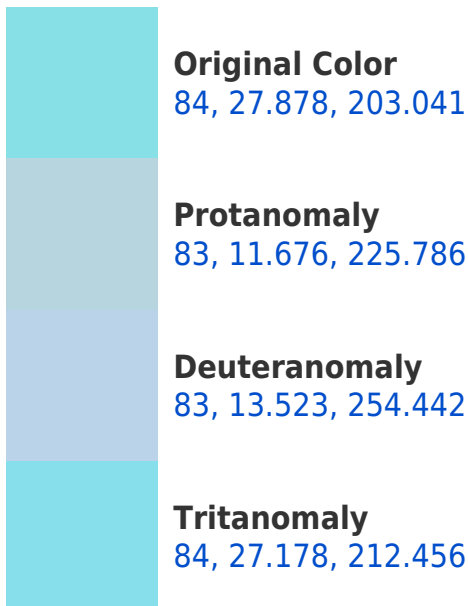 Original Color
84, 27.878, 203.041
Protanomaly
83, 11.676, 225.786
Deuteranomaly
83, 13.523, 254.442
Tritanomaly
84, 27.178, 212.456